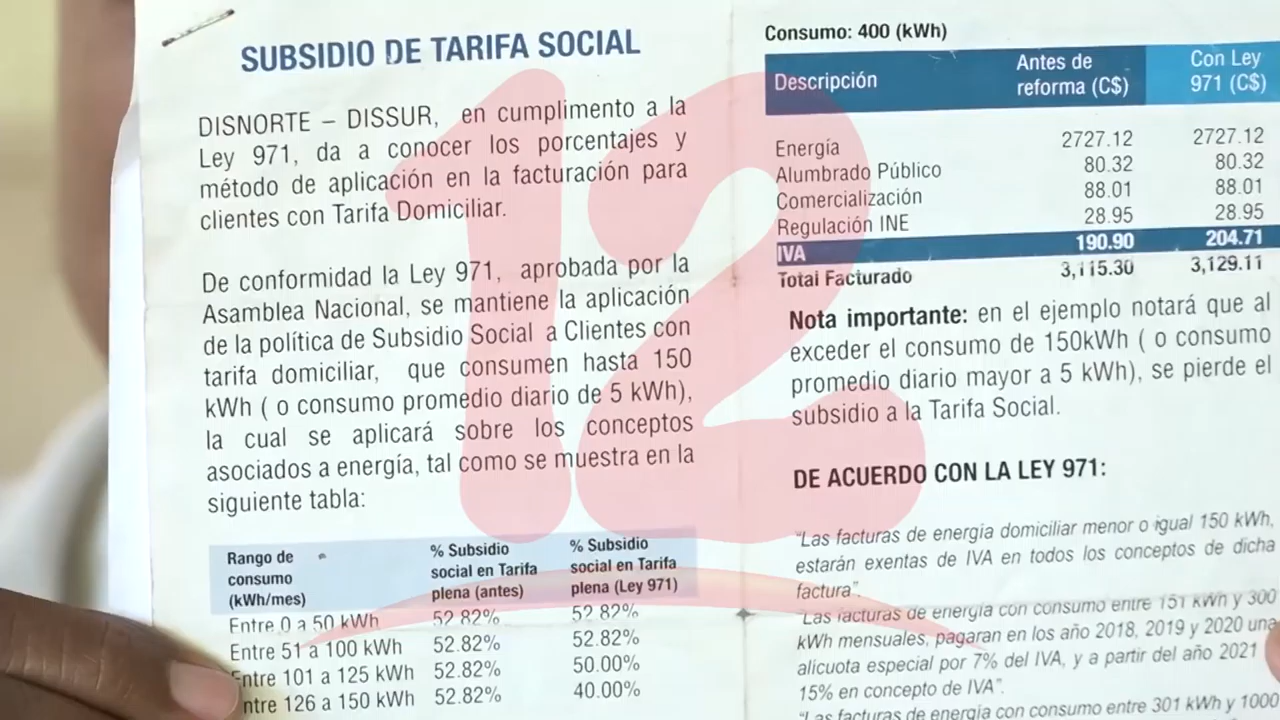 SUBSIDIO DE TARIFA SOCIAL
DISNORTE – DISSUR, en cumplimento a la
Ley 971, da a conocer los porcentajes y
método de aplicación en la facturación para
clientes con Tarifa Domiciliar.
De conformidad la Ley 971, aprobada por la
Asamblea Nacional, se mantiene la aplicación
de la política de Subsidio Social a Clientes con
tarifa domiciliar, que consumen hasta 150
kWh ( o consumo promedio diario de 5 kWh),
la cual se aplicará sobre los conceptos
asociados a energía, tal como se muestra en la
siguiente tabla:
Rango de consumo (kWh/mes) % Subsidio social en Tarifa plena (antes) % Subsidio social en Tarifa plena (Ley 971)
Entre 0 a 50 kWh 52.82% 52.82%
Entre 51 a 100 kWh 52.82% 52.82%
Entre 101 a 125 kWh 52.82% 50.00%
ntre 126 a 150 kWh 52.82% 40.00%
Consumo: 400 (kWh)
Descripción Antes de reforma (C$) Con Ley 971 (C$)
Energía 2727.12 2727.12
Alumbrado Público 80.32 80.32
Comercialización 88.01 88.01
Regulación INE 28.95 28.95
IVA 190.90 204.71
Total Facturado 3,115.30 3,129.11
Nota importante: en el ejemplo notará que al
exceder el consumo de 150kWh ( o consumo
promedio diario mayor a 5 kWh), se pierde el
subsidio a la Tarifa Social.
DE ACUERDO CON LA LEY 971:
"Las facturas de energía domiciliar menor o igual 150 kWh,
estarán exentas de IVA en todos los conceptos de dicha
factura".
"Las facturas de energía con consumo entre 151 kWh y 300
kWh mensuales, pagaran en los año 2018, 2019 y 2020 una
alicuota especial por 7% del IVA, y a partir del año 2021
15% en concepto de IVA".
"Las facturas de energía con consumo entre 301 kWh y 1000
12